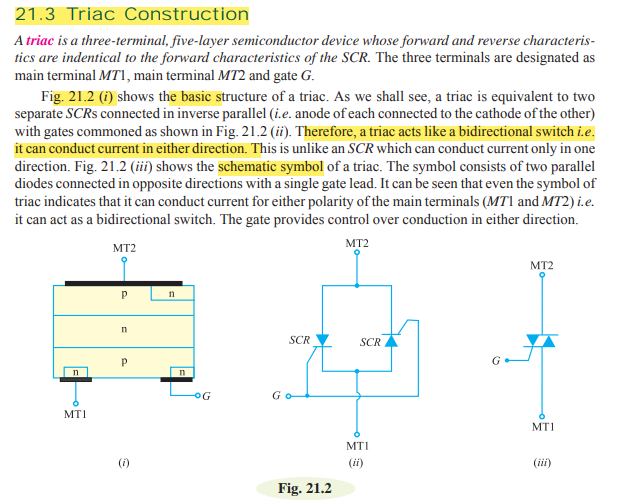 21.3 Triac Construction
A triac is a three-terminal, five-layer semiconductor device whose forward and reverse characteris-
tics are indentical to the forward characteristics of the SCR. The three terminals are designated as
main terminal MT1, main terminal MT2 and gate G.
Fig. 21.2 (i) shows the basic structure of a triac. As we shall see, a triac is equivalent to two
separate SCRs connected in inverse parallel (i.e. anode of each connected to the cathode of the other)
with gates commoned as shown in Fig. 21.2 (ii). Therefore, a triac acts like a bidirectional switch i.e.
it can conduct current in either direction. This is unlike an SCR which can conduct current only in one
direction. Fig. 21.2 (iii) shows the schematic symbol of a triac. The symbol consists of two parallel
diodes connected in opposite directions with a single gate lead. It can be seen that even the symbol of
triac indicates that it can conduct current for either polarity of the main terminals (MT1 and MT2) i.e.
it can act as a bidirectional switch. The gate provides control over conduction in either direction.
MT2
p
n
n
p
n
n
G
MT1
(i)
MT2
SCR
SCR
G
MT1
(ii)
MT2
G
MT1
(iii)
Fig. 21.2